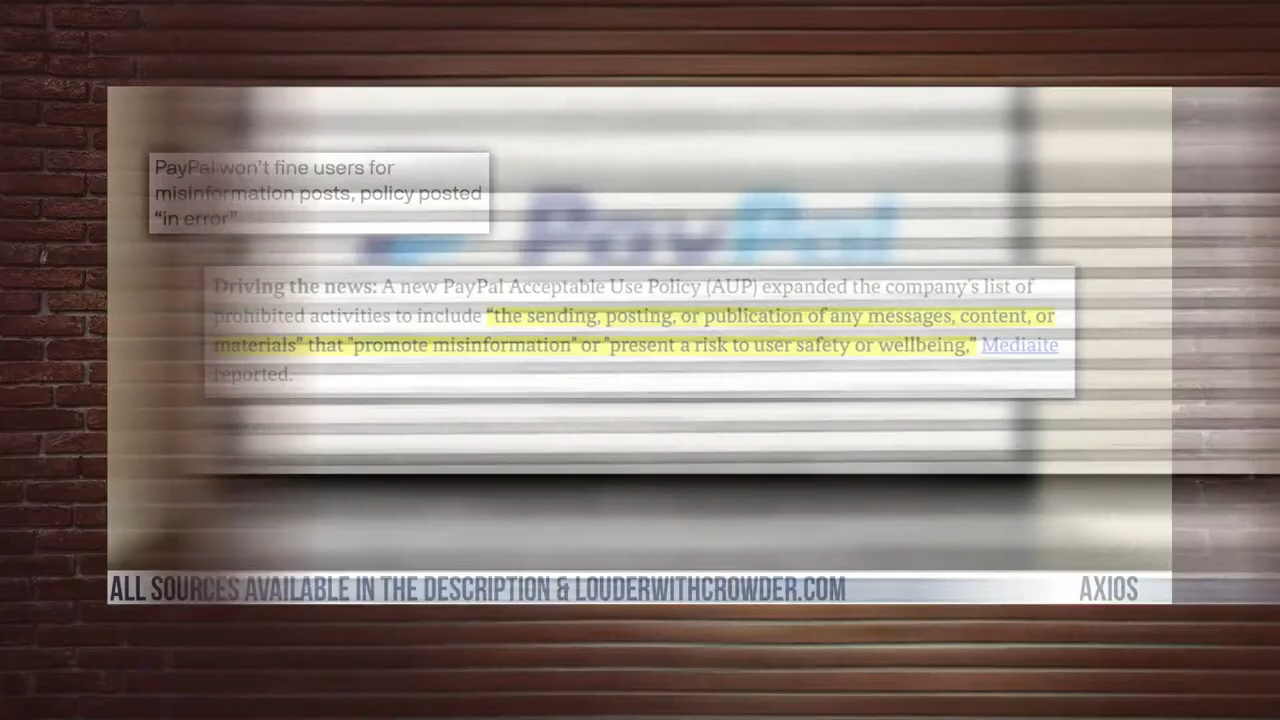 PayPal
PayPal won't fine users for
misinformation posts, policy posted
“in error”
Driving the news: A new PayPal Acceptable Use Policy (AUP) expanded the company's list of
prohibited activities to include “the sending, posting, or publication of any messages, content, or
materials” that "promote misinformation" or "present a risk to user safety or wellbeing,” Mediaite
reported.
ALL SOURCES AVAILABLE IN THE DESCRIPTION & LOUDERWITHCROWDER.COM
AXIOS